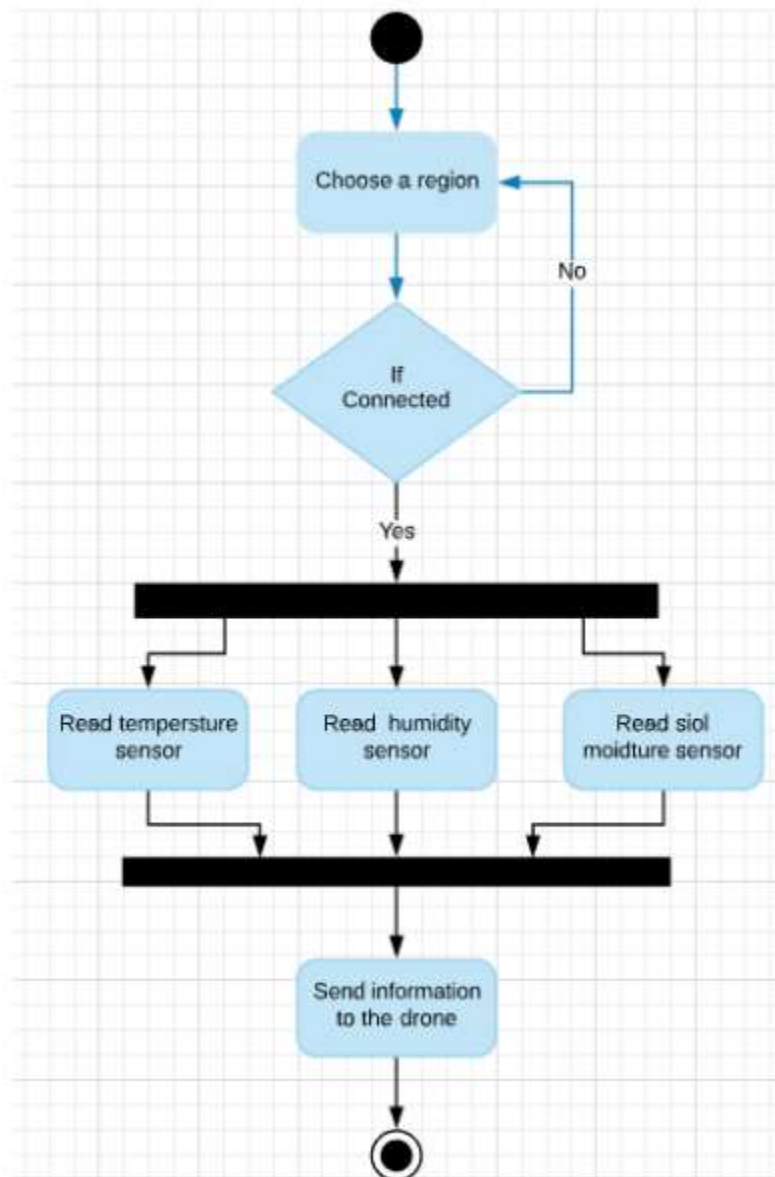 Choose a region
No
If
Connected
Yes
Read tempersture
sensor
Read humidity
sensor
Read siol
moidture sensor
Send information
to the drone